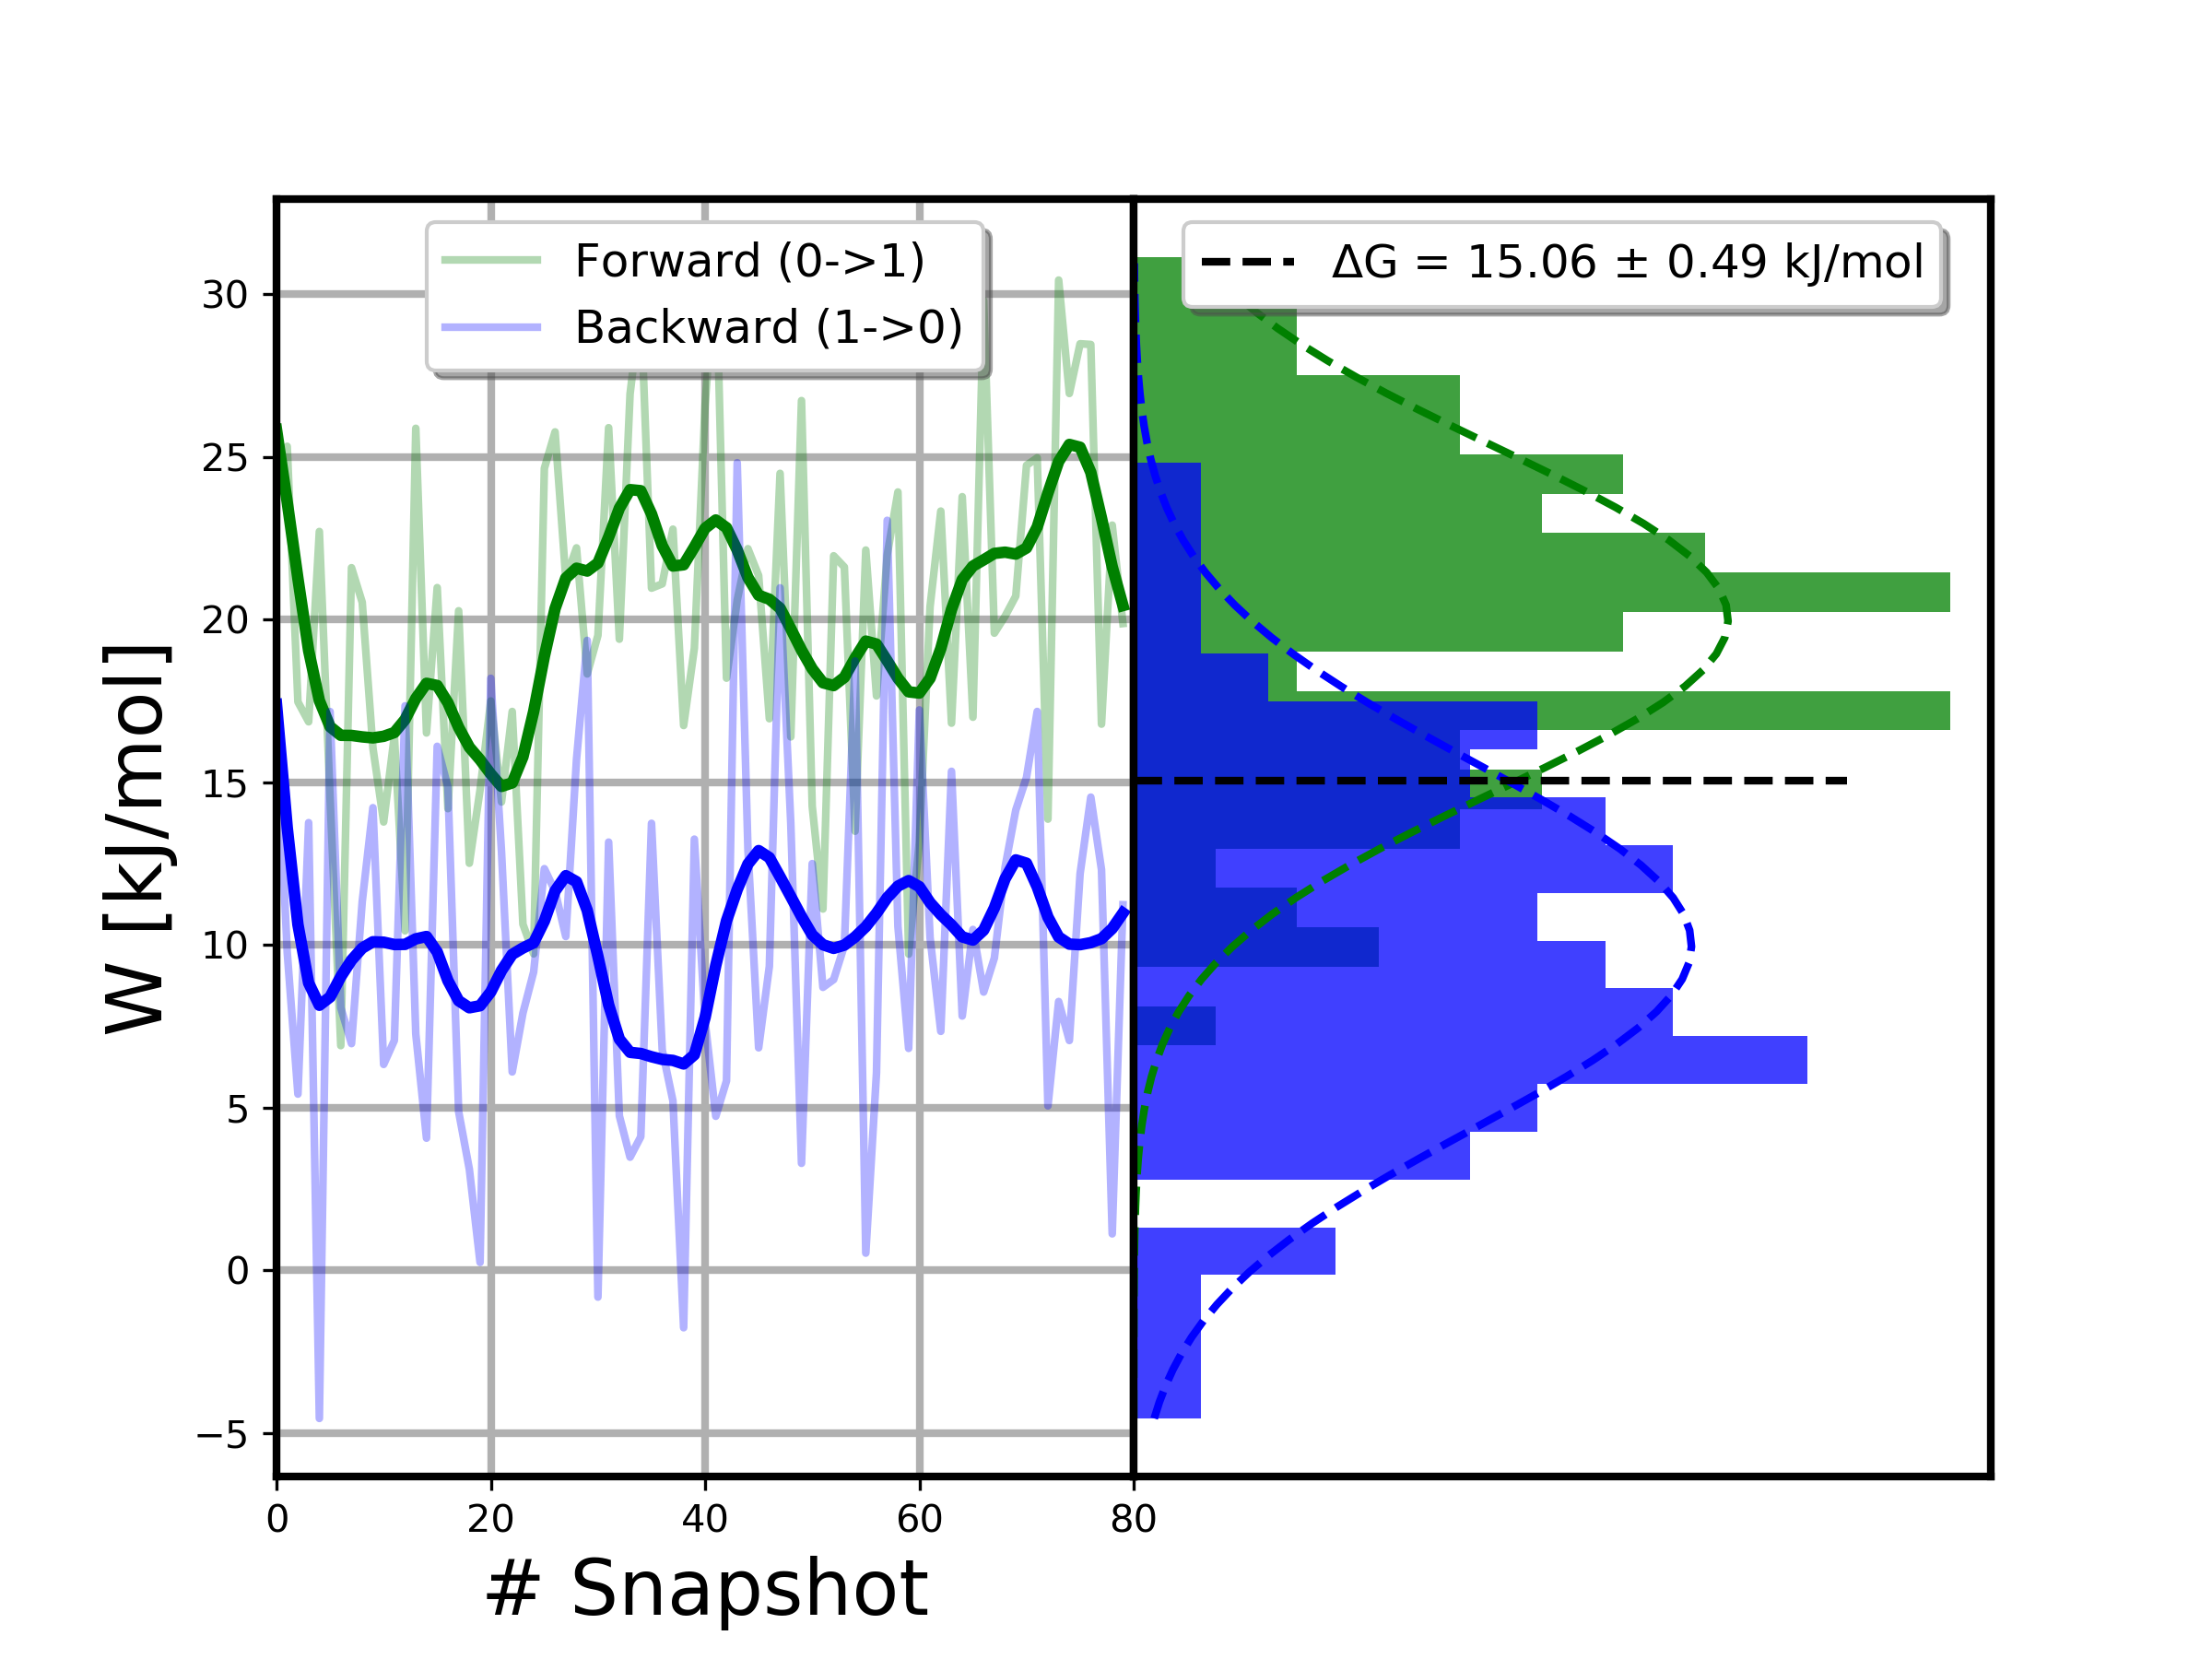 W [kJ/mol]
30
25
20
15
10
5
0
−5
Forward (0->1)
Backward (1->0)
ΔG = 15.06 ± 0.49 kJ/mol
0 20 40 60 80
# Snapshot